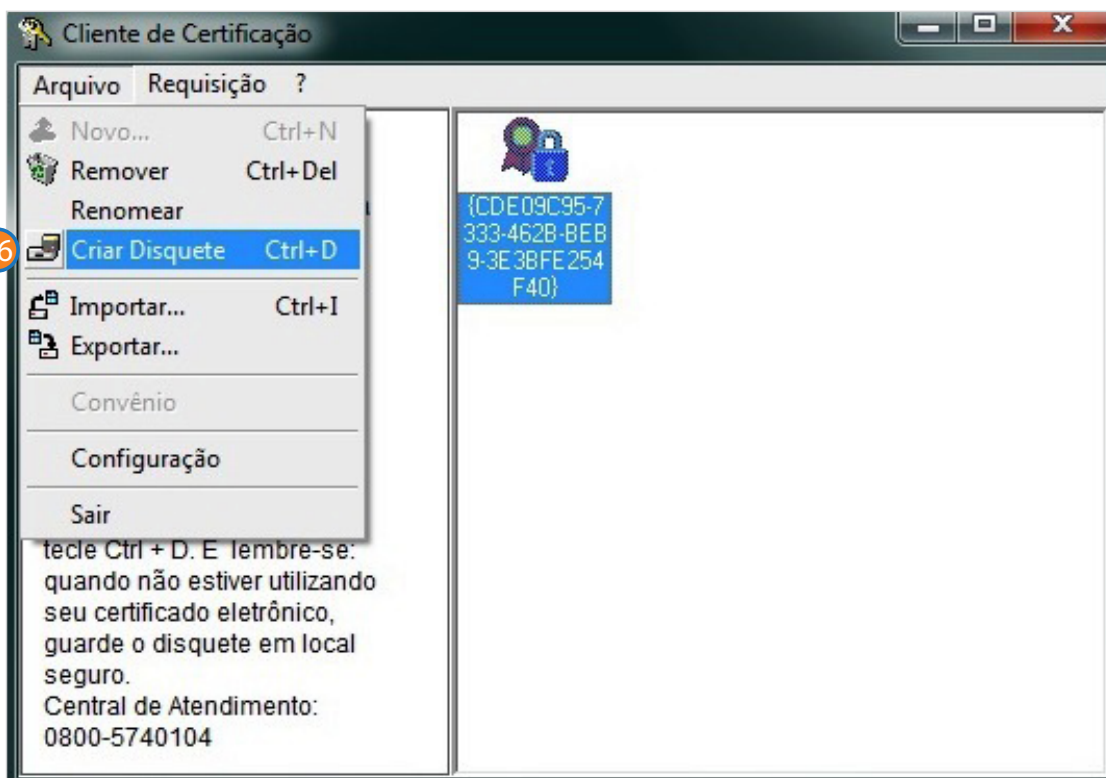 Cliente de Certificação
Arquivo Requisição ?
Novo... Ctrl+N
Remover Ctrl+Del
Renomear
6 Criar Disquete Ctrl+D
Importar... Ctrl+I
Exportar...
Convênio
Configuração
Sair
tecle Ctrl + D. E lembre-se:
quando não estiver utilizando
seu certificado eletrônico,
guarde o disquete em local
seguro.
Central de Atendimento:
0800-5740104
{CDE09C95-7
333-462B-BEB
9-3E3BFE254
F40}